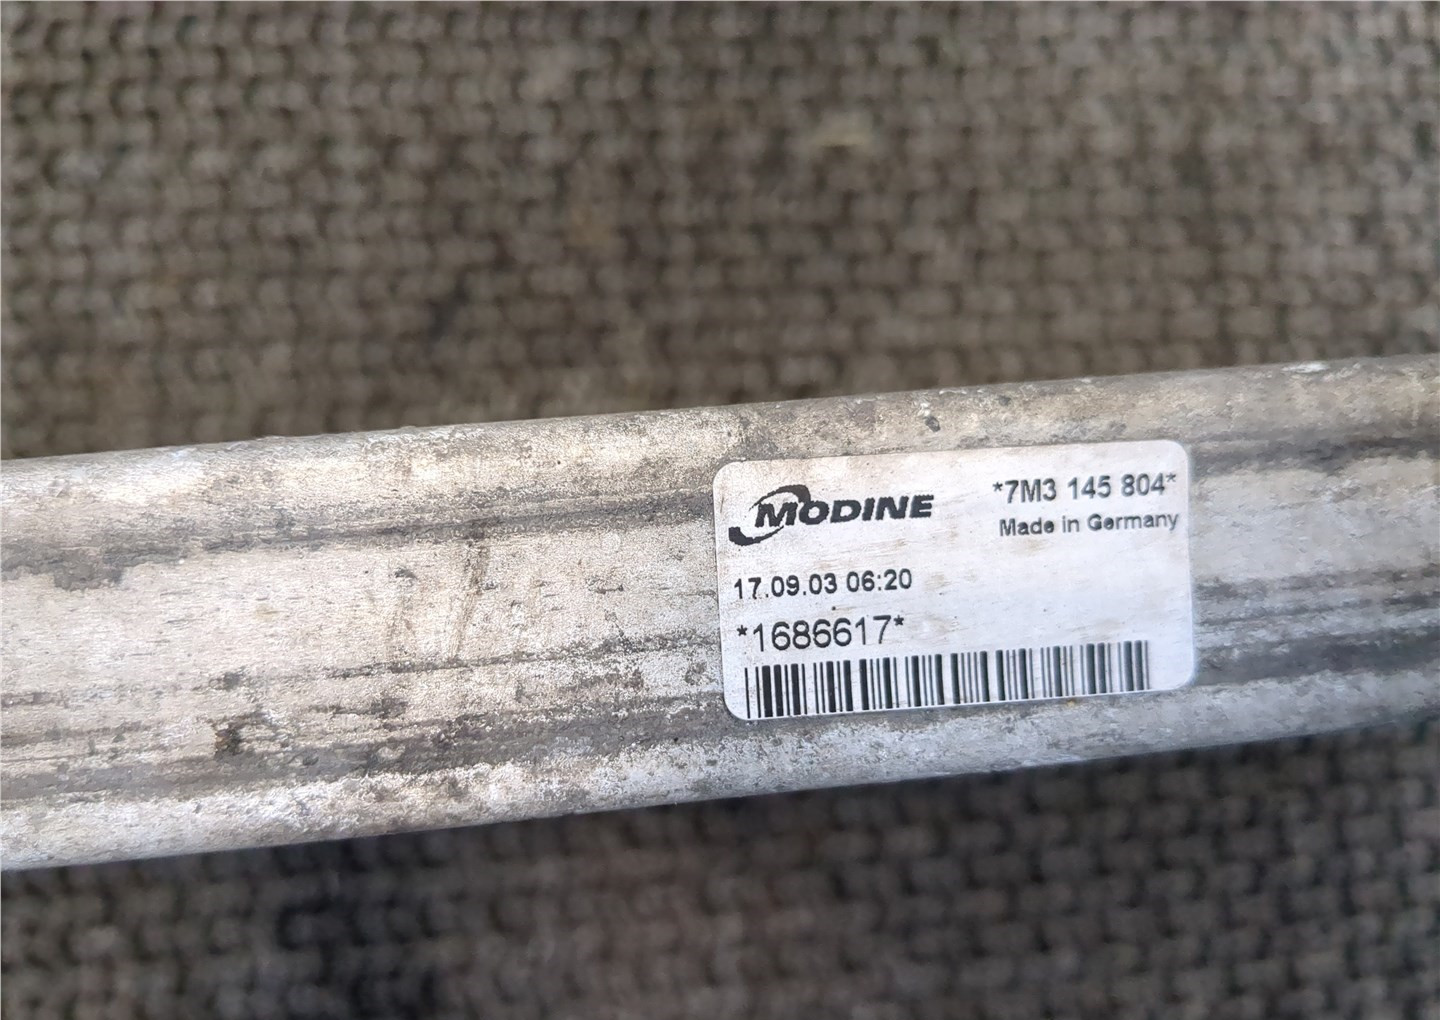 MODINE
*7M3 145 804*
Made in Germany
17.09.03 06:20
*1686617*